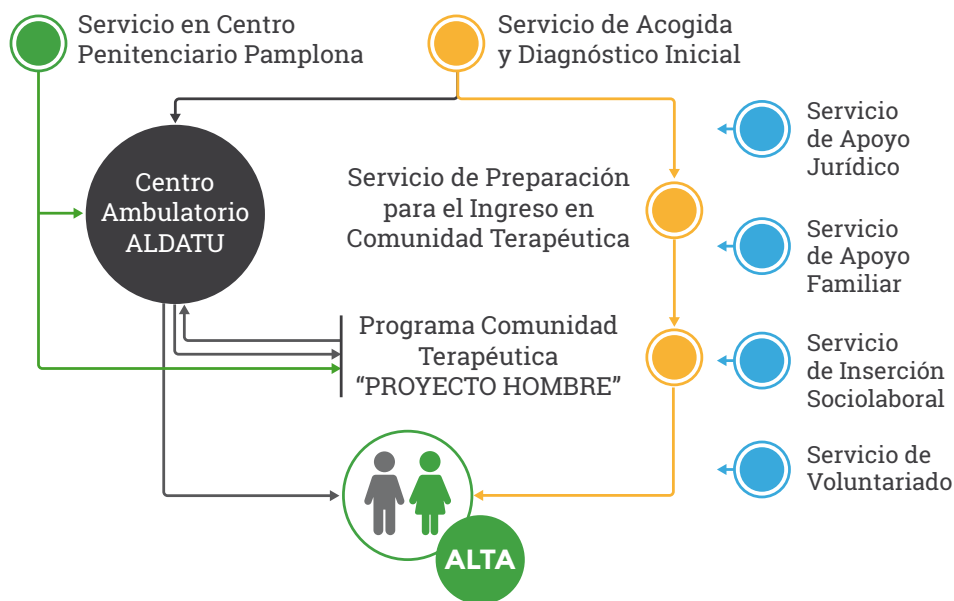 Servicio en Centro
Penitenciario Pamplona
Servicio de Acogida
y Diagnóstico Inicial
Centro
Ambulatorio
ALDATU
Servicio de Preparación
para el Ingreso en
Comunidad Terapéutica
Programa Comunidad
Terapéutica
“PROYECTO HOMBRE”
Servicio
de Apoyo
Jurídico
Servicio
de Apoyo
Familiar
Servicio
de Inserción
Sociolaboral
Servicio de
Voluntariado
ALTA